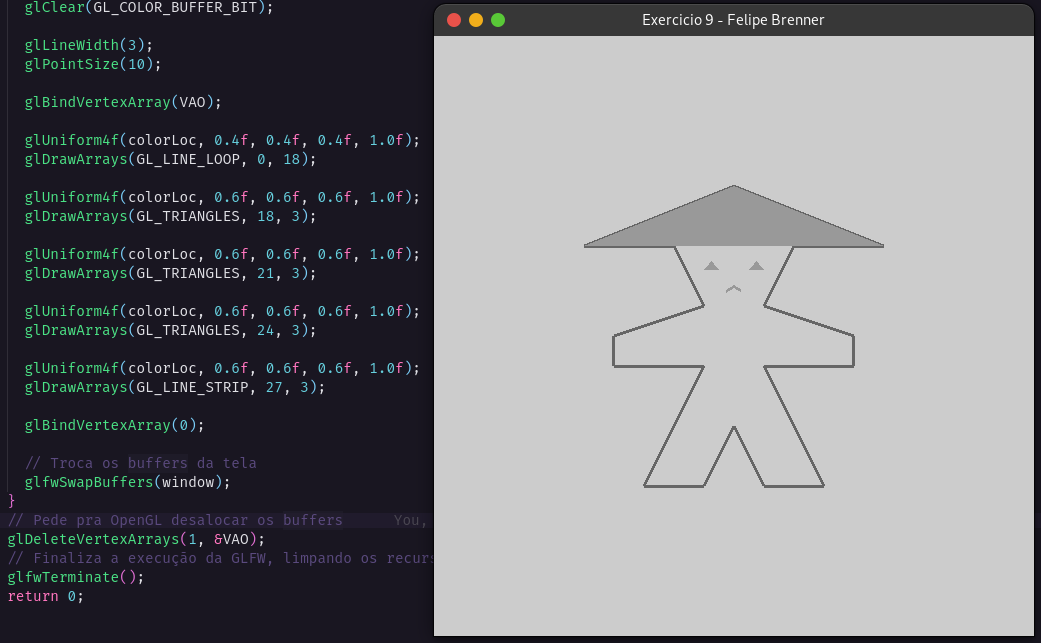 glClear(GL_COLOR_BUFFER_BIT);
glLineWidth(3);
glPointSize(10);
glBindVertexArray(VAO);
glUniform4f(colorLoc, 0.4f, 0.4f, 0.4f, 1.0f);
glDrawArrays(GL_LINE_LOOP, 0, 18);
glUniform4f(colorLoc, 0.6f, 0.6f, 0.6f, 1.0f);
glDrawArrays(GL_TRIANGLES, 18, 3);
glUniform4f(colorLoc, 0.6f, 0.6f, 0.6f, 1.0f);
glDrawArrays(GL_TRIANGLES, 21, 3);
glUniform4f(colorLoc, 0.6f, 0.6f, 0.6f, 1.0f);
glDrawArrays(GL_TRIANGLES, 24, 3);
glUniform4f(colorLoc, 0.6f, 0.6f, 0.6f, 1.0f);
glDrawArrays(GL_LINE_STRIP, 27, 3);
glBindVertexArray(0);
// Troca os buffers da tela
glfwSwapBuffers(window);
}
// Pede pra OpenGL desalocar os buffers You,
glDeleteVertexArrays(1, &VAO);
// Finaliza a execução da GLFW, limpando os recurs
glfwTerminate();
return 0;
Exercicio 9 - Felipe Brenner